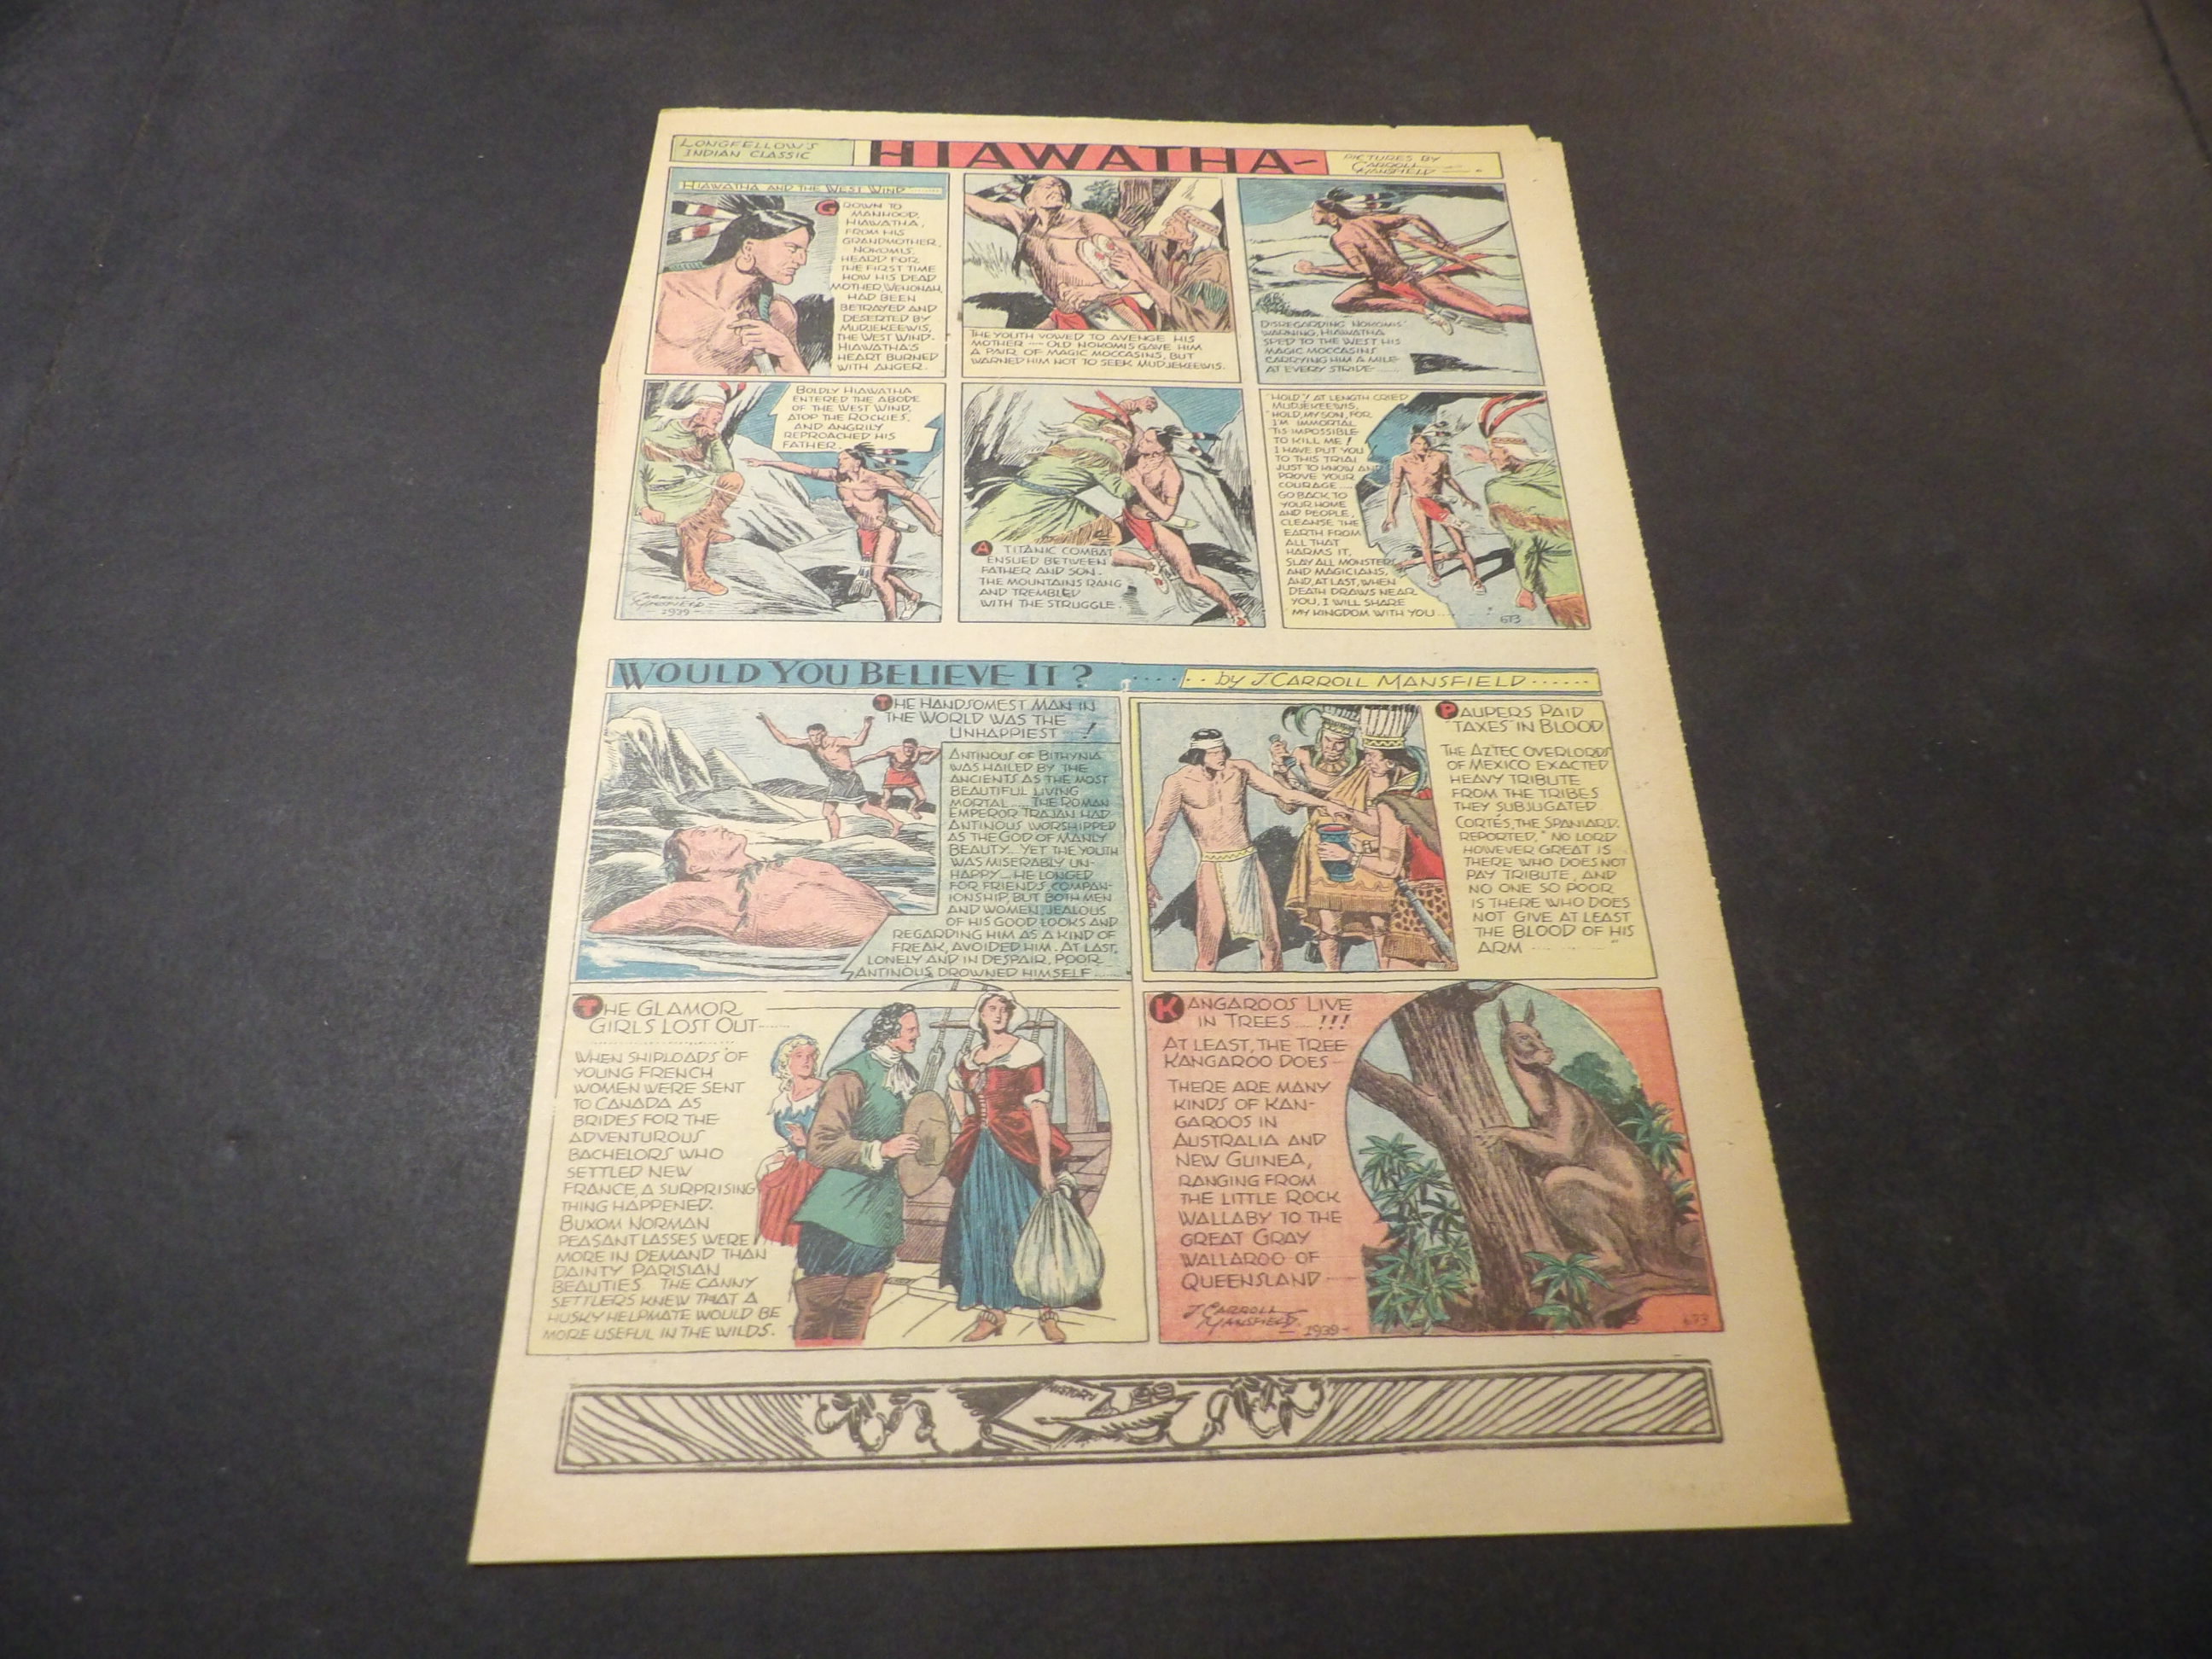 LONGFELLOW'S
INDIAN CLASSIC
HIAWATHA-
PICTURES BY
CARROLL
MANSFIELD
HIAWATHA AND THE WEST WIND
GROWN TO
MANHOOD,
HIAWATHA,
FROM HIS
GRANDMOTHER,
NOKOMIS,
HEARD FOR
THE FIRST TIME
HOW HIS DEAD
MOTHER, WENONAH,
HAD BEEN
BETRAYED AND
DESERTED BY
MUDJEKEEWIS,
THE WEST WIND-
HIAWATHA'S
HEART BURNED
WITH ANGER.
THE YOUTH VOWED TO AVENGE HIS
MOTHER ---- OLD NOKOMIS GAVE HIM
A PAIR OF MAGIC MOCCASINS, BUT
WARNED HIM NOT TO SEEK MUDJEKEEWIS.
DISREGARDING NOKOMIS'
WARNING, HIAWATHA
SPED TO THE WEST HIS
MAGIC MOCCASINS
CARRYING HIM A MILE
AT EVERY STRIDE ......
BOLDLY HIAWATHA
ENTERED THE ABODE
OF THE WEST WIND,
ATOP THE ROCKIES,
AND ANGRILY
REPROACHED HIS
FATHER
CARROLL
MANSFIELD
1939-
A TITANIC COMBAT
ENSUED BETWEEN
FATHER AND SON.
THE MOUNTAINS RANG
AND TREMBLED
WITH THE STRUGGLE.
"HOLD"! AT LENGTH CRIED
MUDJEKEEWIS,
"HOLD, MY SON, FOR
I'M IMMORTAL
'TIS IMPOSSIBLE
TO KILL ME!
I HAVE PUT YOU
TO THIS TRIAL
JUST TO KNOW AND
PROVE YOUR
COURAGE ....
GO BACK TO
YOUR HOME
AND PEOPLE,
CLEANSE THE
EARTH FROM
ALL THAT
HARMS IT,
SLAY ALL MONSTERS
AND MAGICIANS,
AND, AT LAST, WHEN
DEATH DRAWS NEAR
YOU, I WILL SHARE
MY KINGDOM WITH YOU....
673
WOULD YOU BELIEVE IT?
by J. CARROLL MANSFIELD
THE HANDSOMEST MAN IN
THE WORLD WAS THE
UNHAPPIEST ...!
ANTINOUS OF BITHYNIA
WAS HAILED BY THE
ANCIENTS AS THE MOST
BEAUTIFUL LIVING
MORTAL .... THE ROMAN
EMPEROR TRAJAN HAD
ANTINOUS WORSHIPPED
AS THE GOD OF MANLY
BEAUTY.. YET THE YOUTH
WAS MISERABLY UN-
HAPPY... HE LONGED
FOR FRIENDS, COMPAN-
IONSHIP, BUT BOTH MEN
AND WOMEN, JEALOUS
OF HIS GOOD LOOKS AND
REGARDING HIM AS A KIND OF
FREAK, AVOIDED HIM. AT LAST,
LONELY AND IN DESPAIR, POOR
ANTINOUS DROWNED HIMSELF .....
PAUPERS PAID
"TAXES" IN BLOOD
THE AZTEC OVERLORDS
OF MEXICO EXACTED
HEAVY TRIBUTE
FROM THE TRIBES
THEY SUBJUGATED.
CORTÉS, THE SPANIARD,
REPORTED, "NO LORD
HOWEVER GREAT IS
THERE WHO DOES NOT
PAY TRIBUTE, AND
NO ONE SO POOR
IS THERE WHO DOES
NOT GIVE AT LEAST
THE BLOOD OF HIS
ARM ........"
THE GLAMOR
GIRLS LOST OUT.......
WHEN SHIPLOADS OF
YOUNG FRENCH
WOMEN WERE SENT
TO CANADA AS
BRIDES FOR THE
ADVENTUROUS
BACHELORS WHO
SETTLED NEW
FRANCE, A SURPRISING
THING HAPPENED.
BUXOM NORMAN
PEASANT LASSES WERE
MORE IN DEMAND THAN
DAINTY PARISIAN
BEAUTIES THE CANNY
SETTLERS KNEW THAT A
HUSKY HELPMATE WOULD BE
MORE USEFUL IN THE WILDS.
KANGAROOS LIVE
IN TREES ....!!!
AT LEAST, THE TREE
KANGAROO DOES-
THERE ARE MANY
KINDS OF KAN-
GAROOS IN
AUSTRALIA AND
NEW GUINEA,
RANGING FROM
THE LITTLE ROCK
WALLABY TO THE
GREAT GRAY
WALLAROO OF
QUEENSLAND ----
J. CARROLL
MANSFIELD
1939-
673
HISTORY